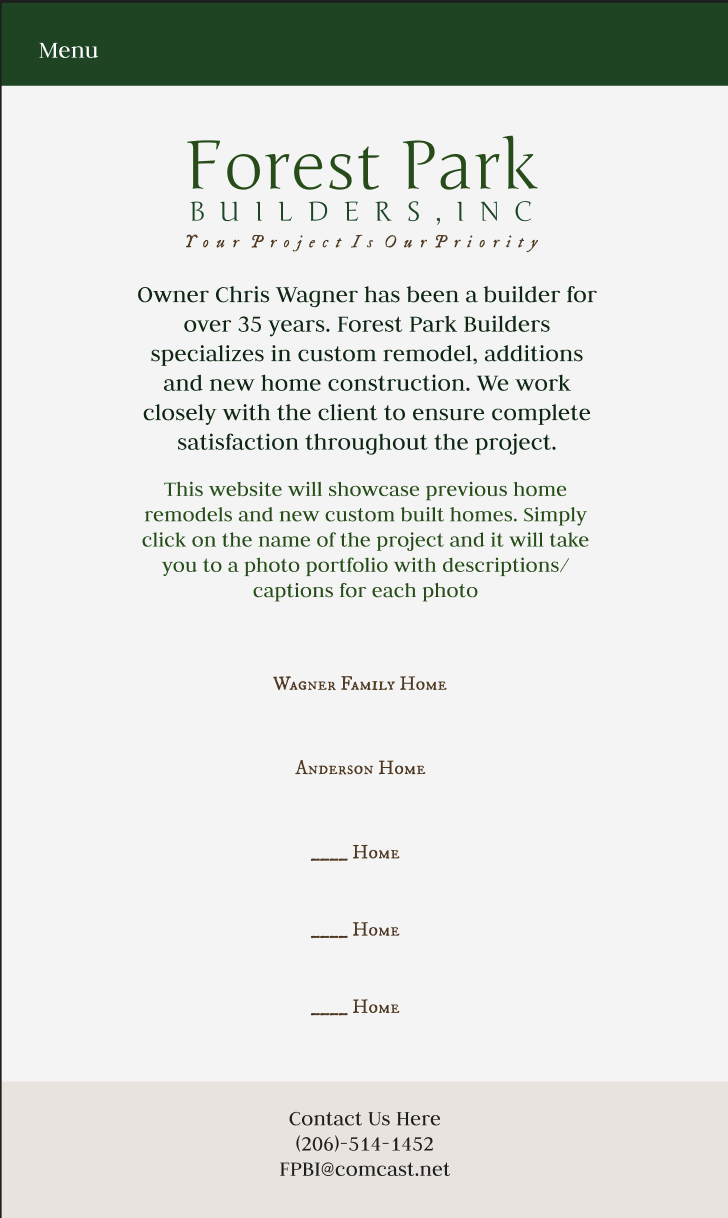 Menu
Forest Park
BUILDERS, INC
Your Project Is Our Priority
Owner Chris Wagner has been a builder for
over 35 years. Forest Park Builders
specializes in custom remodel, additions
and new home construction. We work
closely with the client to ensure complete
satisfaction throughout the project.
This website will showcase previous home
remodels and new custom built homes. Simply
click on the name of the project and it will take
you to a photo portfolio with descriptions/
captions for each photo
Wagner Family Home
Anderson Home
____ Home
____ Home
____ Home
Contact Us Here
(206)-514-1452
FPBI@comcast.net